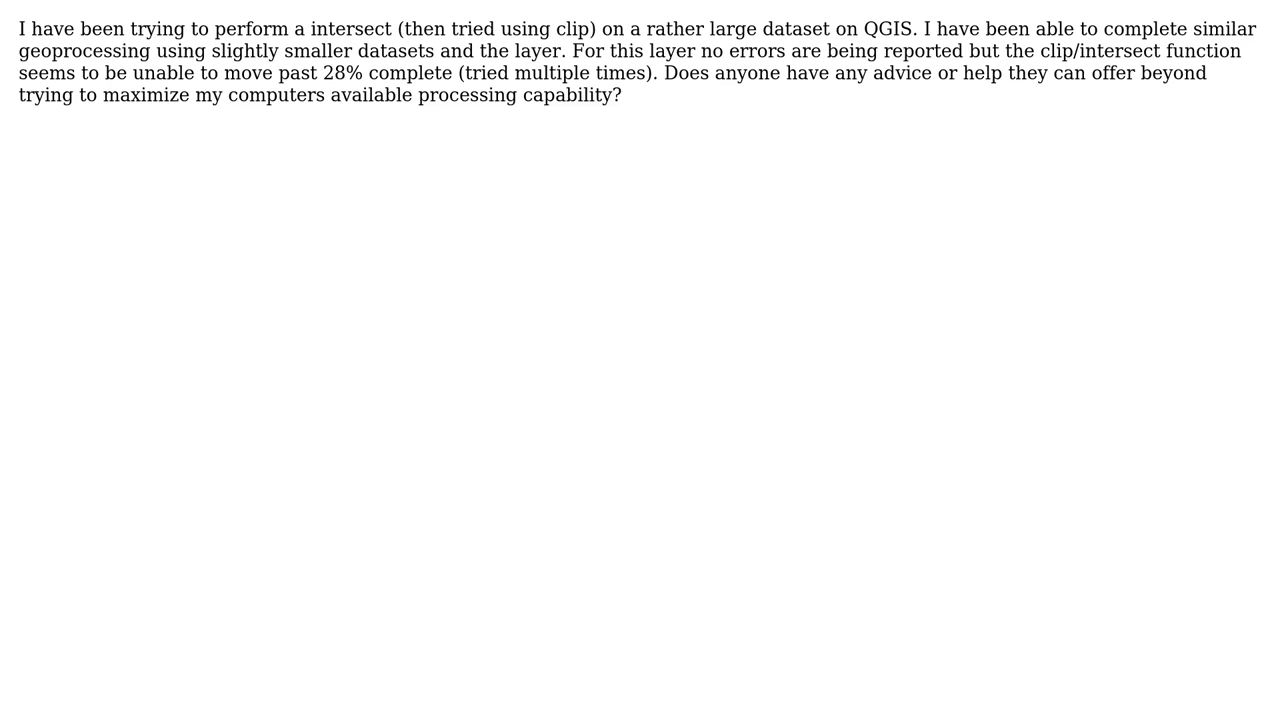 I have been trying to perform a intersect (then tried using clip) on a rather large dataset on QGIS. I have been able to complete similar
geoprocessing using slightly smaller datasets and the layer. For this layer no errors are being reported but the clip/intersect function
seems to be unable to move past 28% complete (tried multiple times). Does anyone have any advice or help they can offer beyond
trying to maximize my computers available processing capability?